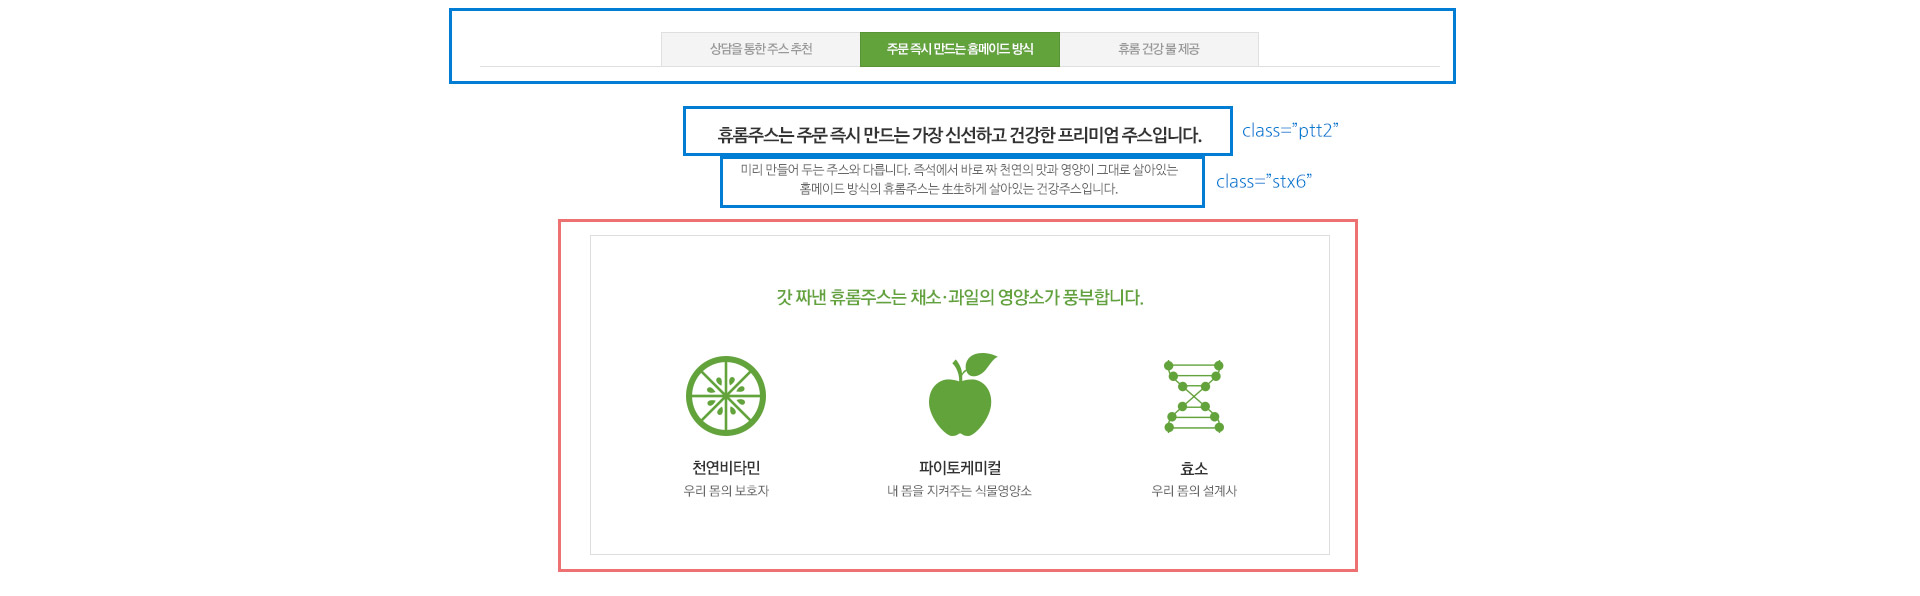 상담을 통한 주스 추천
주문 즉시 만드는 홈메이드 방식
휴롬 건강 물 제공
휴롬주스는 주문 즉시 만드는 가장 신선하고 건강한 프리미엄 주스입니다.
class=”ptt2”
미리 만들어 두는 주스와 다릅니다. 즉석에서 바로 짜 천연의 맛과 영양이 그대로 살아있는
홈메이드 방식의 휴롬주스는 生生하게 살아있는 건강주스입니다.
class=”stx6”
갓 짜낸 휴롬주스는 채소·과일의 영양소가 풍부합니다.
천연비타민
우리 몸의 보호자
파이토케미컬
내 몸을 지켜주는 식물영양소
효소
우리 몸의 설계사